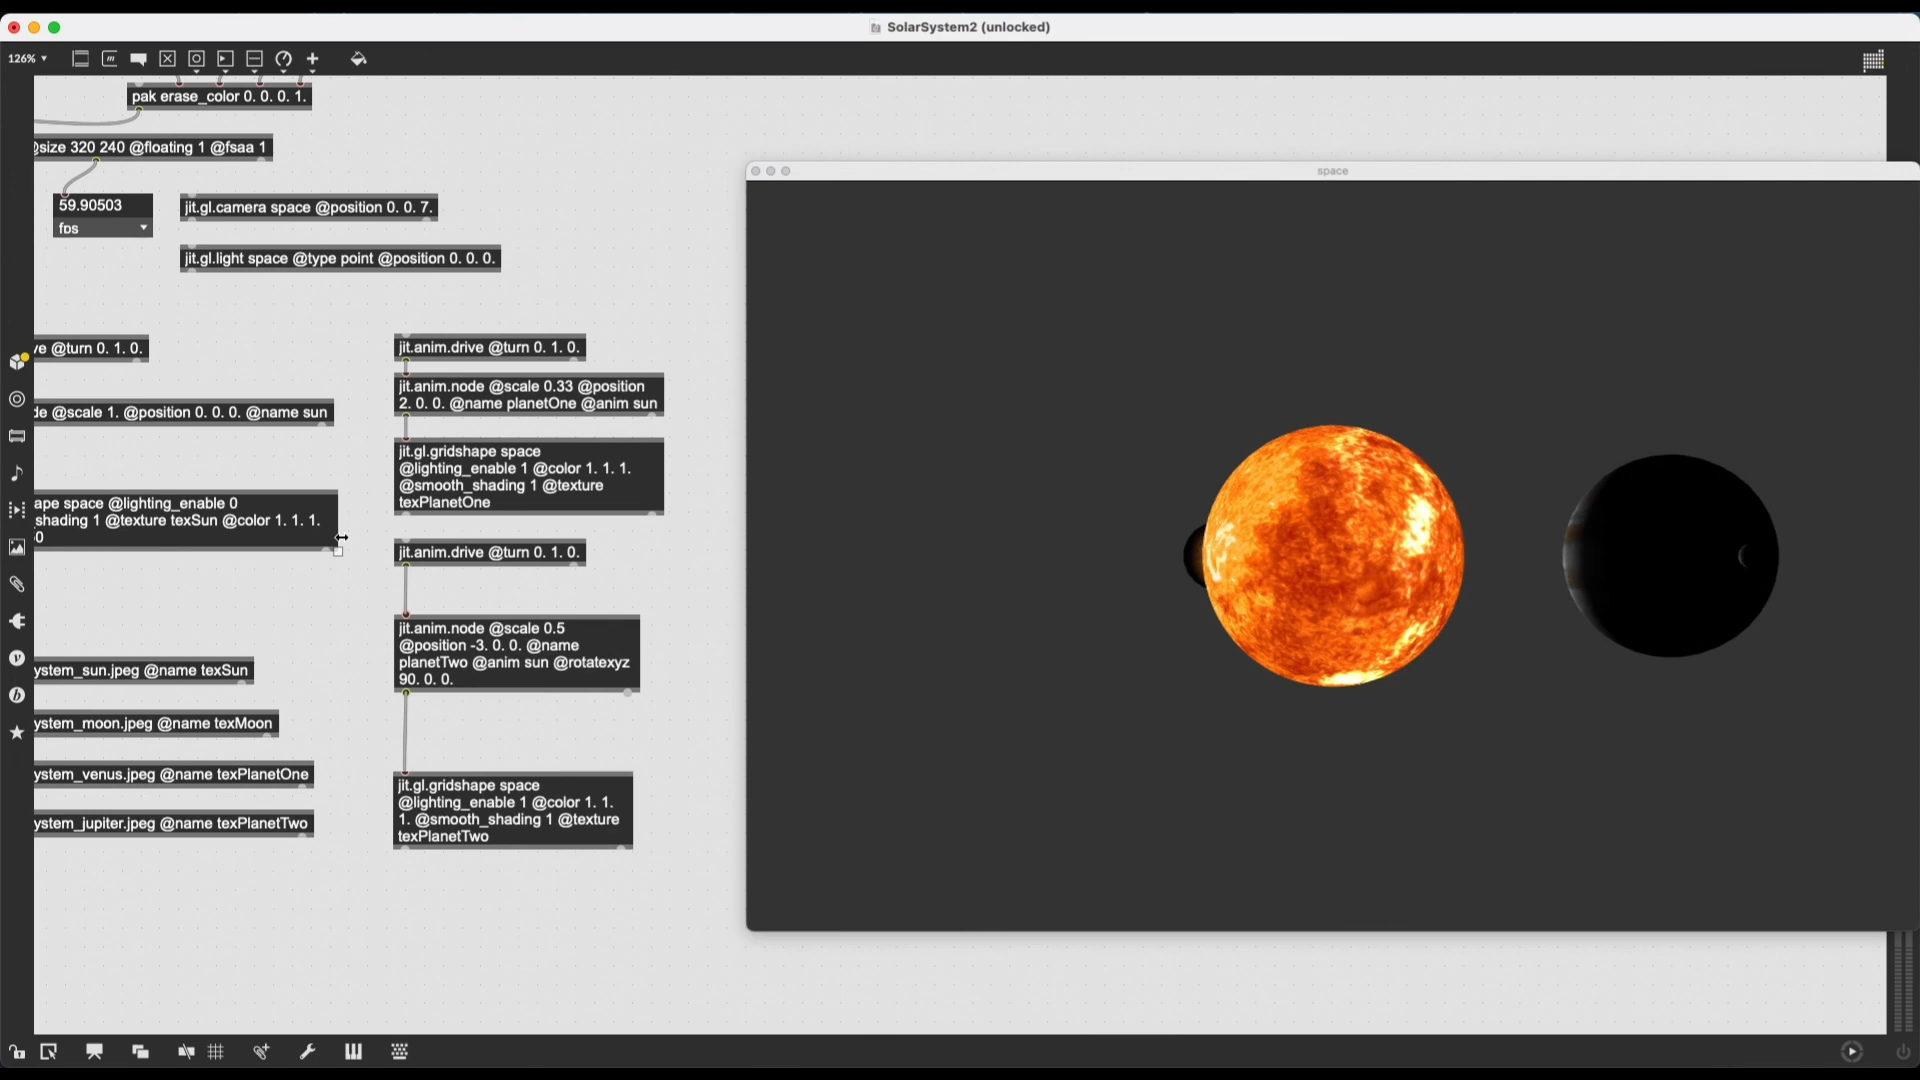 SolarSystem2 (unlocked)
126%
pak erase_color 0. 0. 0. 1.
@size 320 240 @floating 1 @fsaa 1
59.90503
fps
jit.gl.camera space @position 0. 0. 7.
jit.gl.light space @type point @position 0. 0. 0.
ve @turn 0. 1. 0.
de @scale 1. @position 0. 0. 0. @name sun
ape space @lighting_enable 0
_shading 1 @texture texSun @color 1. 1. 1.
0
ystem_sun.jpeg @name texSun
ystem_moon.jpeg @name texMoon
ystem_venus.jpeg @name texPlanetOne
ystem_jupiter.jpeg @name texPlanetTwo
jit.anim.drive @turn 0. 1. 0.
jit.anim.node @scale 0.33 @position
2. 0. 0. @name planetOne @anim sun
jit.gl.gridshape space
@lighting_enable 1 @color 1. 1. 1.
@smooth_shading 1 @texture
texPlanetOne
jit.anim.drive @turn 0. 1. 0.
jit.anim.node @scale 0.5
@position -3. 0. 0. @name
planetTwo @anim sun @rotatexyz
90. 0. 0.
jit.gl.gridshape space
@lighting_enable 1 @color 1. 1.
1. @smooth_shading 1 @texture
texPlanetTwo
space